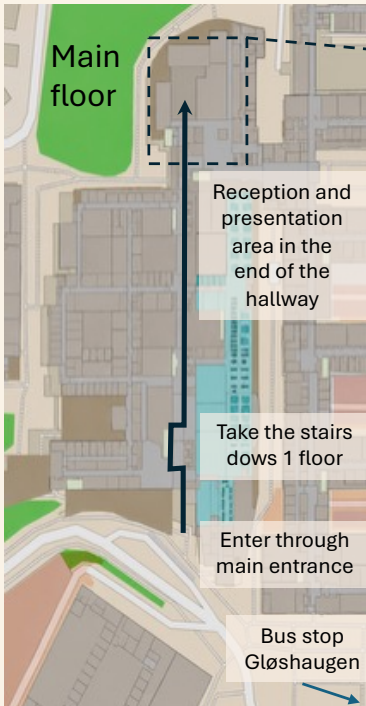 Main
floor
Reception and
presentation
area in the
end of the
hallway
Take the stairs
dows 1 floor
Enter through
main entrance
Bus stop
Gløshaugen